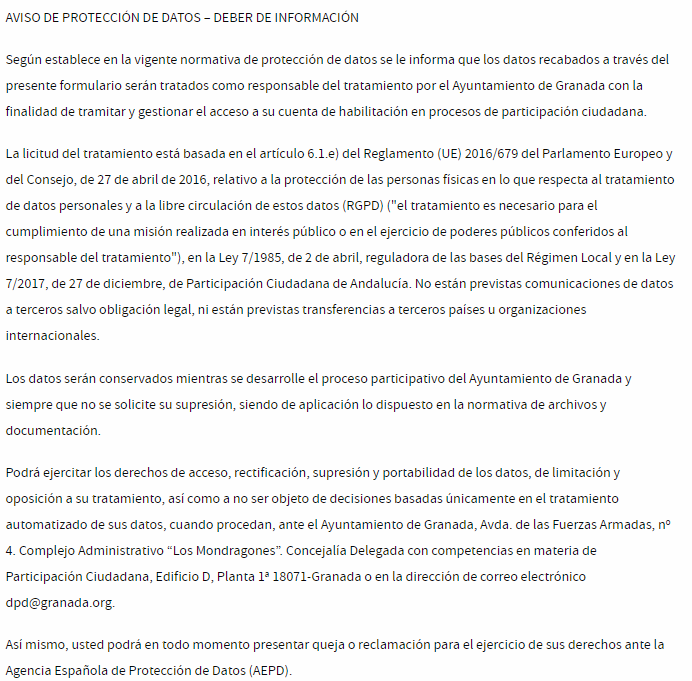 AVISO DE PROTECCIÓN DE DATOS – DEBER DE INFORMACIÓN
Según establece en la vigente normativa de protección de datos se le informa que los datos recabados a través del
presente formulario serán tratados como responsable del tratamiento por el Ayuntamiento de Granada con la
finalidad de tramitar y gestionar el acceso a su cuenta de habilitación en procesos de participación ciudadana.
La licitud del tratamiento está basada en el artículo 6.1.e) del Reglamento (UE) 2016/679 del Parlamento Europeo y
del Consejo, de 27 de abril de 2016, relativo a la protección de las personas físicas en lo que respecta al tratamiento
de datos personales y a la libre circulación de estos datos (RGPD) ("el tratamiento es necesario para el
cumplimiento de una misión realizada en interés público o en el ejercicio de poderes públicos conferidos al
responsable del tratamiento"), en la Ley 7/1985, de 2 de abril, reguladora de las bases del Régimen Local y en la Ley
7/2017, de 27 de diciembre, de Participación Ciudadana de Andalucía. No están previstas comunicaciones de datos
a terceros salvo obligación legal, ni están previstas transferencias a terceros países u organizaciones
internacionales.
Los datos serán conservados mientras se desarrolle el proceso participativo del Ayuntamiento de Granada y
siempre que no se solicite su supresión, siendo de aplicación lo dispuesto en la normativa de archivos y
documentación.
Podrá ejercitar los derechos de acceso, rectificación, supresión y portabilidad de los datos, de limitación y
oposición a su tratamiento, así como a no ser objeto de decisiones basadas únicamente en el tratamiento
automatizado de sus datos, cuando procedan, ante el Ayuntamiento de Granada, Avda. de las Fuerzas Armadas, nº
4. Complejo Administrativo “Los Mondragones”. Concejalía Delegada con competencias en materia de
Participación Ciudadana, Edificio D, Planta 1ª 18071-Granada o en la dirección de correo electrónico
dpd@granada.org.
Así mismo, usted podrá en todo momento presentar queja o reclamación para el ejercicio de sus derechos ante la
Agencia Española de Protección de Datos (AEPD).